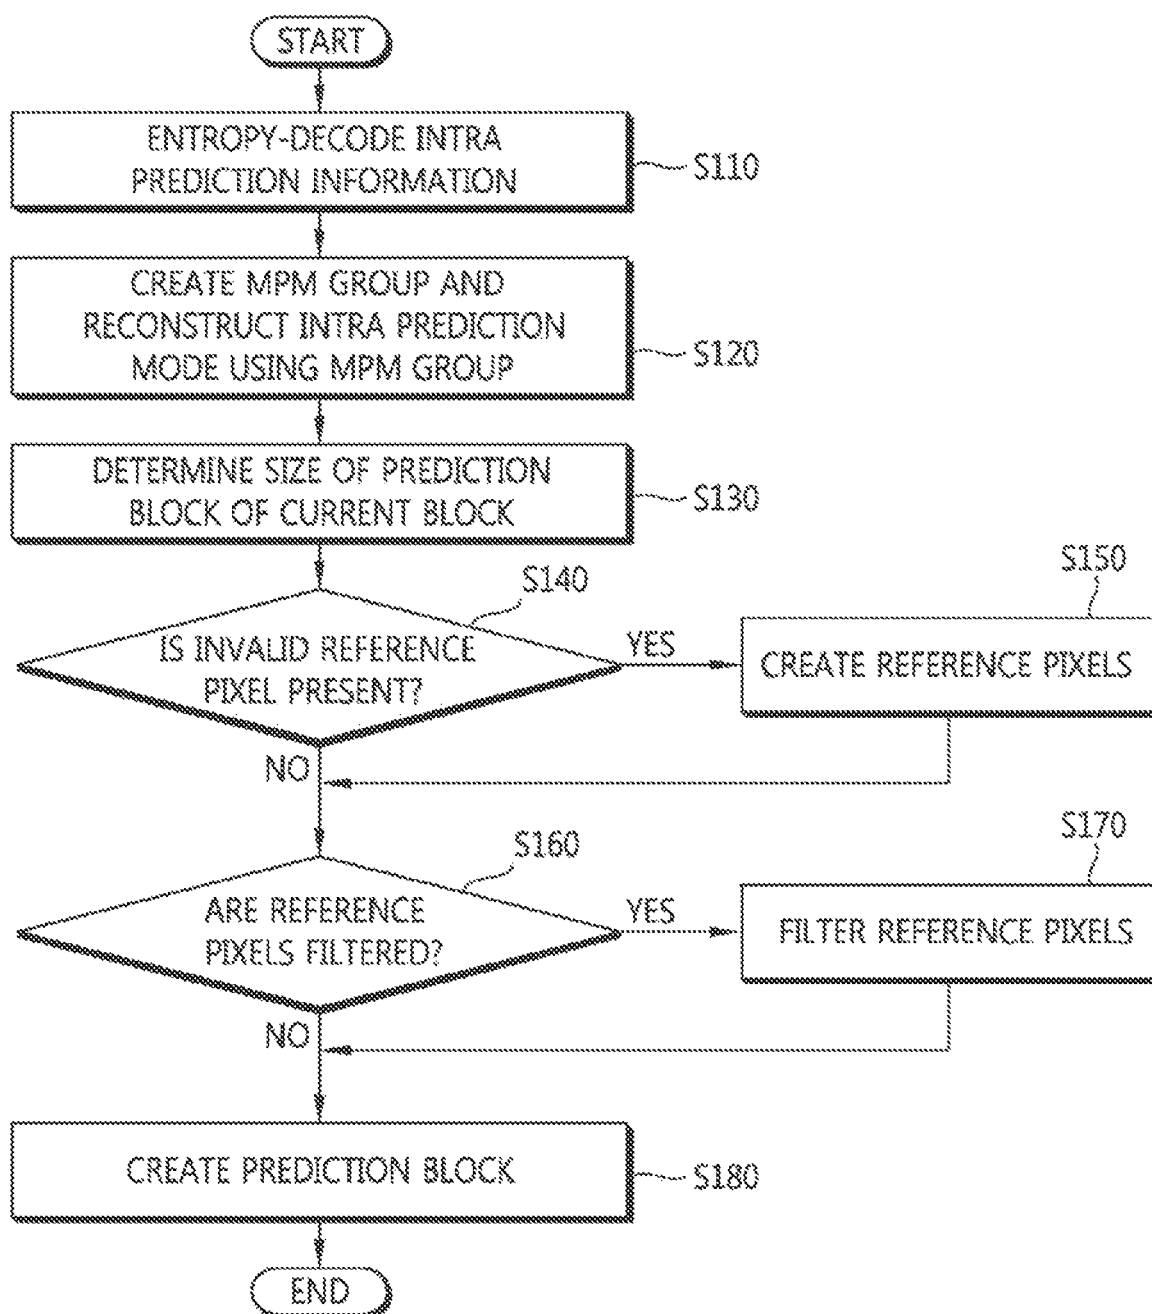 START
ENTROPY-DECODE INTRA
PREDICTION INFORMATION
S110
CREATE MPM GROUP AND
RECONSTRUCT INTRA PREDICTION
MODE USING MPM GROUP
S120
DETERMINE SIZE OF PREDICTION
BLOCK OF CURRENT BLOCK
S130
S140
IS INVALID REFERENCE
PIXEL PRESENT?
YES
S150
CREATE REFERENCE PIXELS
NO
S160
ARE REFERENCE
PIXELS FILTERED?
YES
S170
FILTER REFERENCE PIXELS
NO
CREATE PREDICTION BLOCK
S180
END